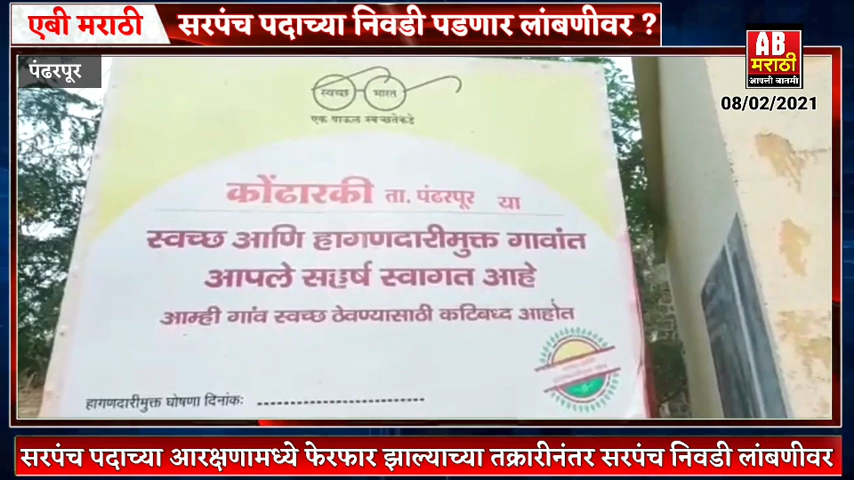 एबी मराठी
सरपंच पदाच्या निवडी पडणार लांबणीवर ?
पंढरपूर
AB
मराठी
आपली बातमी
08/02/2021
स्वच्छ भारत
एक पाऊल स्वच्छतेकडे
कोंढारकी ता. पंढरपूर या
स्वच्छ आणि हागणदारीमुक्त गावांत
आपले सहर्ष स्वागत आहे
आम्ही गांव स्वच्छ ठेवण्यासाठी कटिबध्द आहोत
हागणदारीमुक्त घोषणा दिनांक:
सरपंच पदाच्या आरक्षणामध्ये फेरफार झाल्याच्या तक्रारीनंतर सरपंच निवडी लांबणीवर